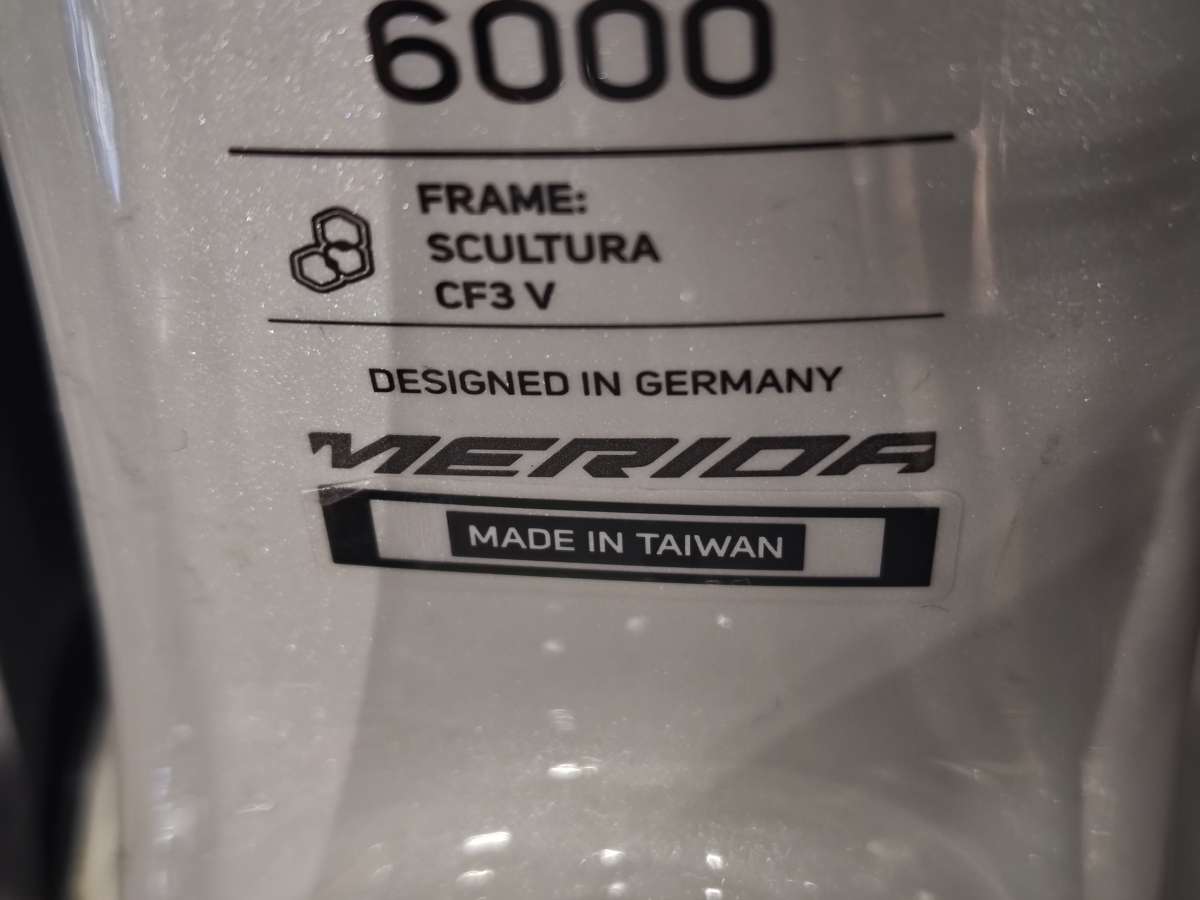 6000
FRAME:
SCULTURA
CF3 V
DESIGNED IN GERMANY
MERIDA
MADE IN TAIWAN